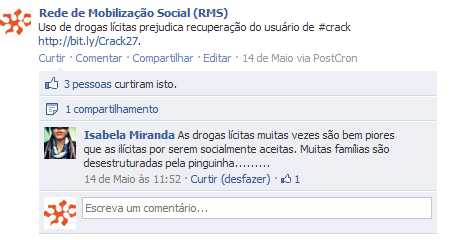 Rede de Mobilização Social (RMS)
Uso de drogas lícitas prejudica recuperação do usuário de #crack
http://bit.ly/Crack27.
Curtir · Comentar · Compartilhar · Editar · 14 de Maio via PostCron
3 pessoas curtiram isto.
1 compartilhamento
Isabela Miranda As drogas lícitas muitas vezes são bem piores
que as ilícitas por serem socialmente aceitas. Muitas famílias são
desestruturadas pela pinguinha.........
14 de Maio às 11:52 · Curtir (desfazer) · 1
Escreva um comentário...